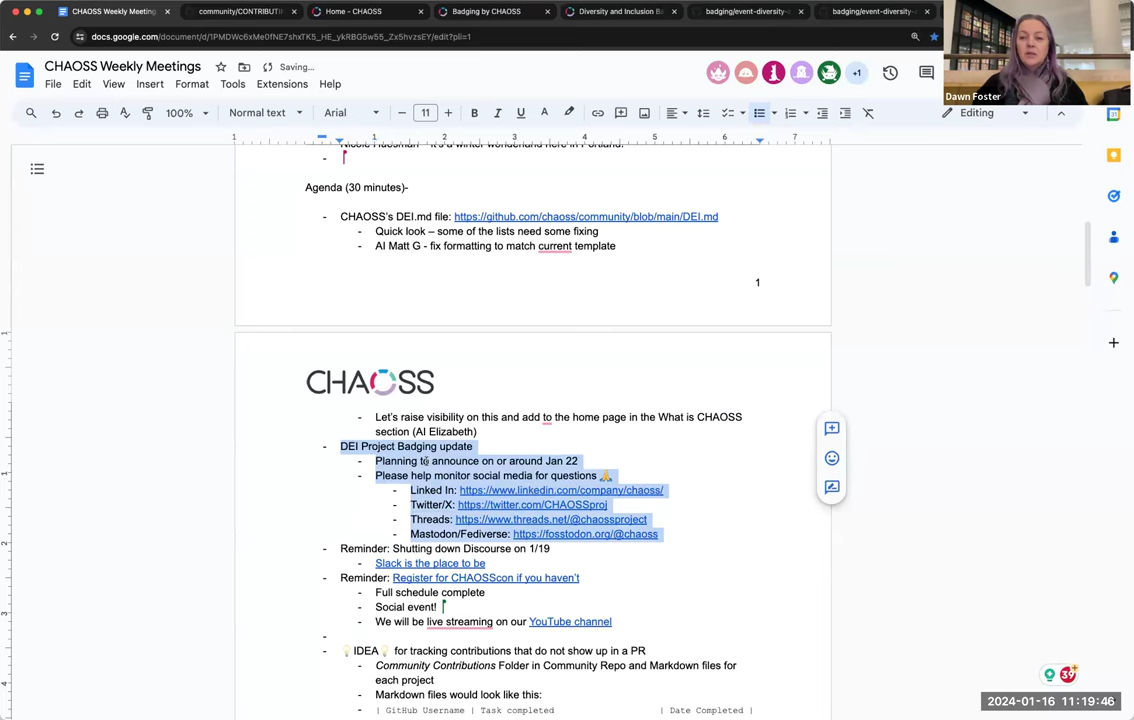 CHAOSS Weekly Meeting
community/CONTRIBUTI
Home - CHAOSS
Badging by CHAOSS
Diversity and Inclusion Ba
badging/event-diversity-
badging/event-diversity-
docs.google.com/document/d/1PMDWc6xMe0fNE7shxTK5_HE_ykRBG5w55_Zx5hvzsEY/edit?pli=1
CHAOSS Weekly Meetings
Saving...
File Edit View Insert Format Tools Extensions Help
+1
100% Normal text Arial 11 Editing
Dawn Foster
1 1 2 3 4 5 6 7
Agenda (30 minutes)-
- CHAOSS's DEI.md file: https://github.com/chaoss/community/blob/main/DEI.md
- Quick look – some of the lists need some fixing
- AI Matt G - fix formatting to match current template
1
CHAOSS
- Let's raise visibility on this and add to the home page in the What is CHAOSS
section (AI Elizabeth)
- DEI Project Badging update
- Planning to announce on or around Jan 22
- Please help monitor social media for questions 🙏
- Linked In: https://www.linkedin.com/company/chaoss/
- Twitter/X: https://twitter.com/CHAOSSproj
- Threads: https://www.threads.net/@chaossproject
- Mastodon/Fediverse: https://fosstodon.org/@chaoss
- Reminder: Shutting down Discourse on 1/19
- Slack is the place to be
- Reminder: Register for CHAOSScon if you haven't
- Full schedule complete
- Social event!
- We will be live streaming on our YouTube channel
-
- 💡IDEA💡 for tracking contributions that do not show up in a PR
- Community Contributions Folder in Community Repo and Markdown files for
each project
- Markdown files would look like this:
- | GitHub Username | Task completed | Date Completed |
39
2024-01-16 11:19:46